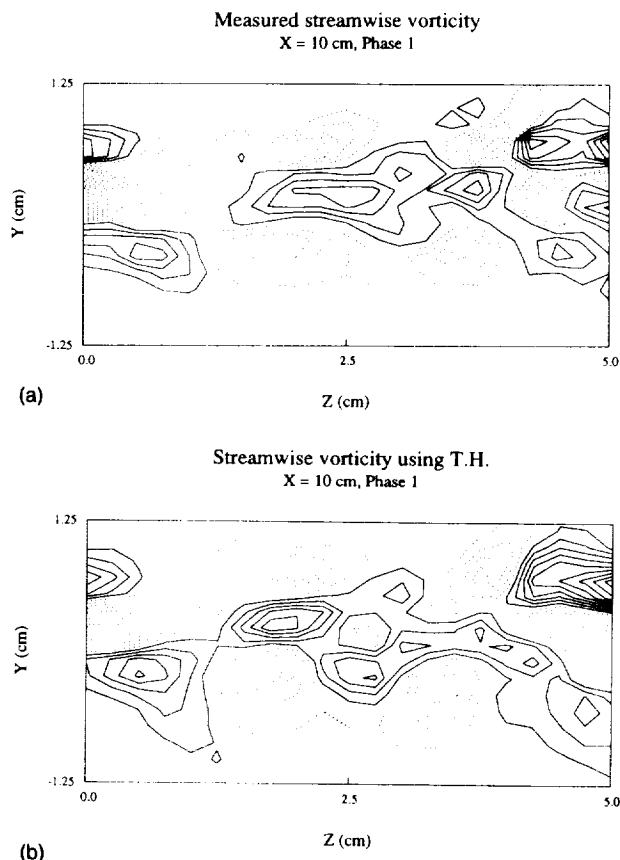 Measured streamwise vorticity
X = 10 cm, Phase 1
1.25
Y (cm)
-1.25
0.0
2.5
5.0
Z (cm)
(a)
Streamwise vorticity using T.H.
X = 10 cm, Phase 1
1.25
Y (cm)
-1.25
0.0
2.5
5.0
Z (cm)
(b)